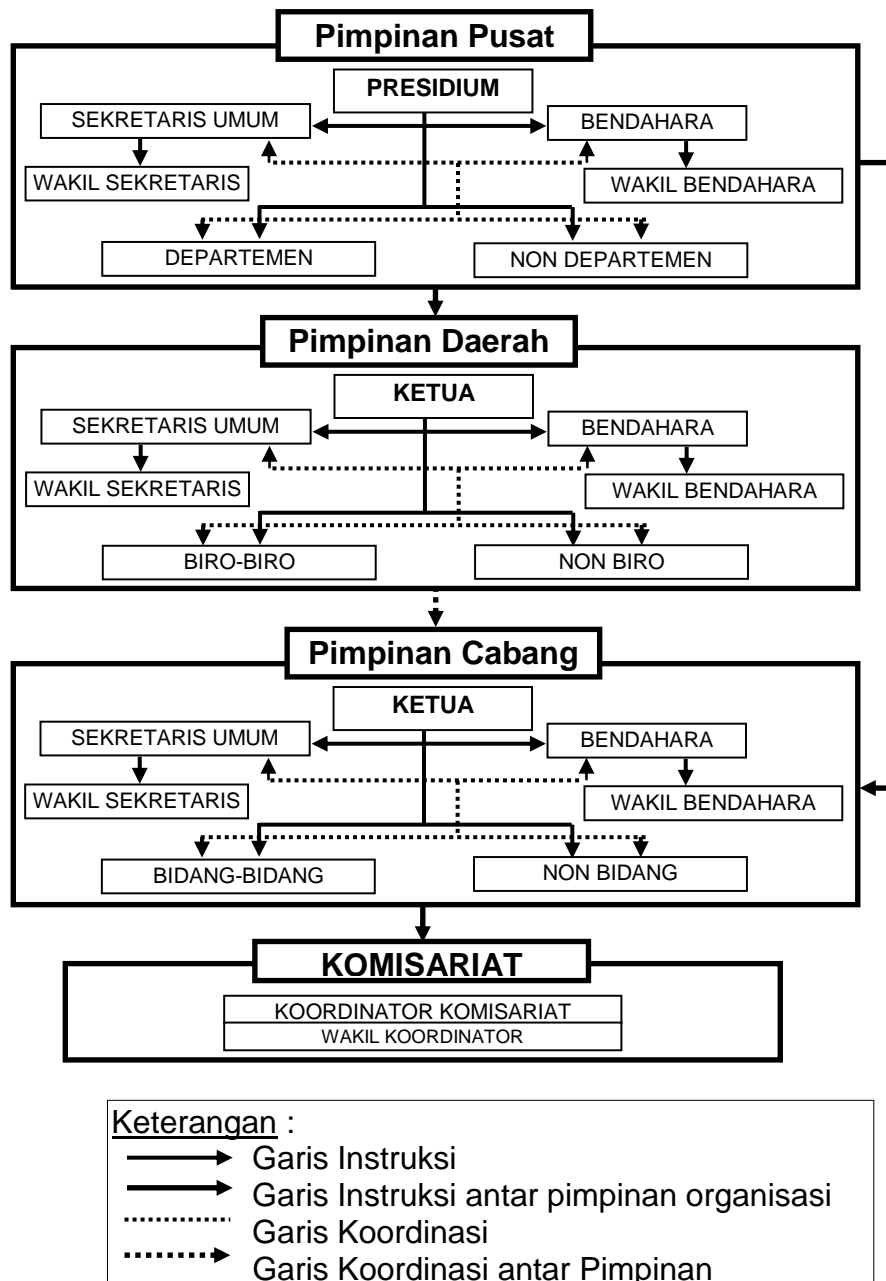 Pimpinan Pusat
PRESIDIUM
SEKRETARIS UMUM
BENDAHARA
WAKIL SEKRETARIS
WAKIL BENDAHARA
DEPARTEMEN
NON DEPARTEMEN
Pimpinan Daerah
KETUA
SEKRETARIS UMUM
BENDAHARA
WAKIL SEKRETARIS
WAKIL BENDAHARA
BIRO-BIRO
NON BIRO
Pimpinan Cabang
KETUA
SEKRETARIS UMUM
BENDAHARA
WAKIL SEKRETARIS
WAKIL BENDAHARA
BIDANG-BIDANG
NON BIDANG
KOMISARIAT
KOORDINATOR KOMISARIAT
WAKIL KOORDINATOR
Keterangan :
Garis Instruksi
Garis Instruksi antar pimpinan organisasi
Garis Koordinasi
Garis Koordinasi antar Pimpinan